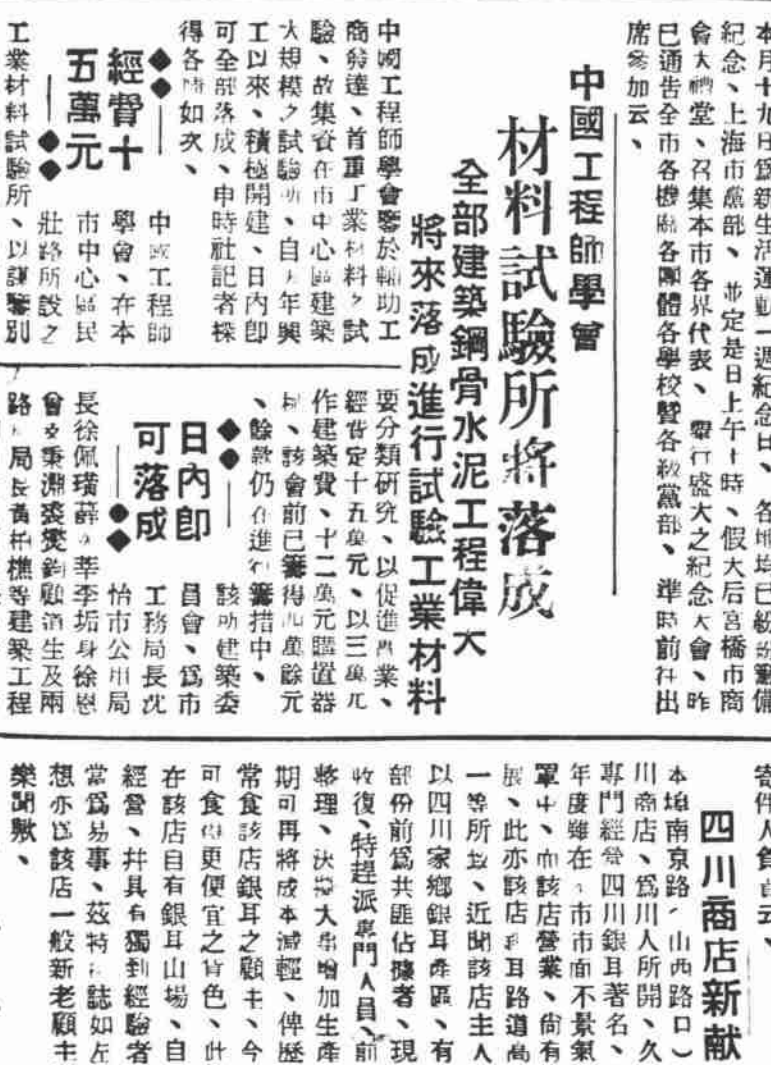 本月十九日爲新生活運動一週紀念日、各地均已紛紛籌備
紀念、上海市黨部、並定是日上午十時、假大后宮橋市商
會大禮堂、召集本市各界代表、舉行盛大之紀念大會、昨
已通告全市各機關各團體各學校暨各級黨部、準時前往出
席參加云、
中國工程師學會
材料試驗所將落成
全部建築鋼骨水泥工程偉大
將來落成進行試驗工業材料
中國工程師學會鑒於輔助工
商發達、首重工業材料之試
驗、故集資在市中心區建築
大規模之試驗所、自去年興
工以來、積極開建、日內卽
可全部落成、申時社記者探
得各情如次、
經費十
五萬元
中國工程師
學會、在本
市中心區民
壯路所設之
工業材料試驗所、以謀鑒別
要分類研究、以促進實業、
經費定十五萬元、以三萬元
作建築費、十二萬元購置器
械、該會前已籌得九萬餘元
、餘款仍在進行籌措中、
日內卽
可落成
該所建築委
員會、爲市
工務局長沈
怡市公用局
長徐佩璜薛 莘李垢身徐恩
曾 秉淵裘燮鈞顧 生及兩
路 局長黃伯樵等建築工程
寄件人負責云、
四川商店新献
本埠南京路(山西路口)
川商店、爲川人所開、久
專門經營四川銀耳著名、
年度雖在 市市面不景氣
罩中、而該店營業、尙有
展、此亦該店 耳路道高
一等所致、近聞該店主人
以四川家鄉銀耳產區、有
部份前爲共匪佔據者、現
收復、特趕派專門人員、前
整理、決擬大 增加生產
期可再將成本減輕、俾歷
常食該店銀耳之顧主、今
可食 更便宜之貨色、此
在該店自有銀耳山場、自
經營、幷具有獨到經驗者
當爲易事、茲特 誌如左
想亦爲該店一般新老顧主
樂聞歟、